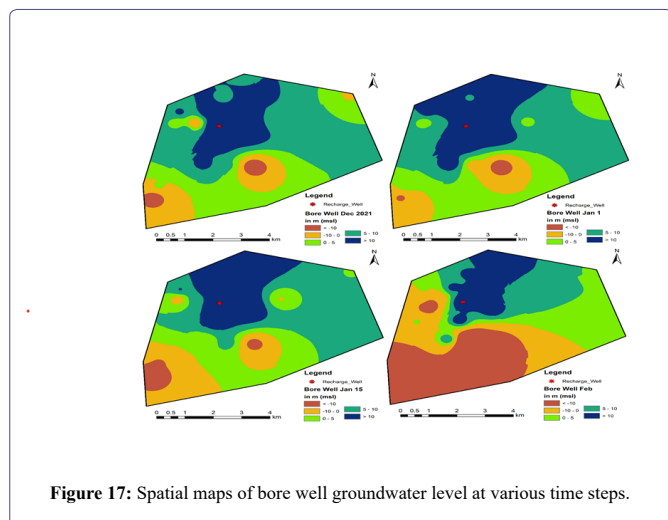 N
N
Legend
Recharge_Well
Bore Well Dec 2021
in m (msl)
< -10
-10 - 0
0 - 5
5 - 10
> 10
0 0.5 1 2 3 4
km
Legend
Recharge_Well
Bore Well Jan 1
in m (msl)
< -10
-10 - 0
0 - 5
5 - 10
> 10
0 0.5 1 2 3 4
km
N
N
Legend
Recharge_Well
Bore Well Jan 15
in m (msl)
< -10
-10 - 0
0 - 5
5 - 10
> 10
0 0.5 1 2 3 4
km
Legend
Recharge_Well
Bore Well Feb
in m (msl)
< -10
-10 - 0
0 - 5
5 - 10
> 10
0 0.5 1 2 3 4
km
Figure 17: Spatial maps of bore well groundwater level at various time steps.